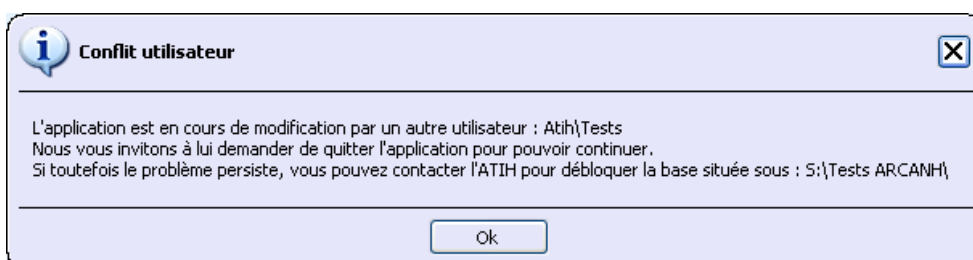 Conflit utilisateur
L'application est en cours de modification par un autre utilisateur : Atih\Tests
Nous vous invitons à lui demander de quitter l'application pour pouvoir continuer.
Si toutefois le problème persiste, vous pouvez contacter l'ATIH pour débloquer la base située sous : S:\Tests ARCANH\
Ok